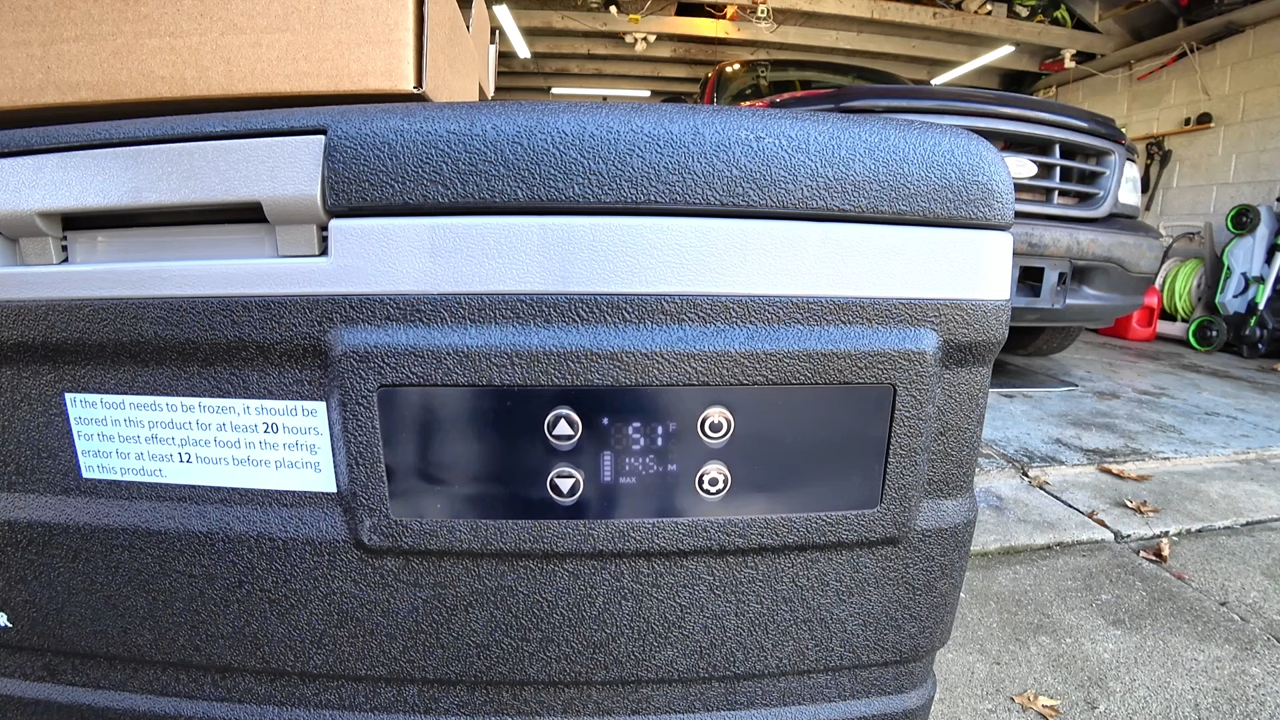 If the food needs to be frozen, it should be
stored in this product for at least 20 hours.
For the best effect,place food in the refrig-
erator for at least 12 hours before placing
in this product.
51 F
14.5 V M
MAX